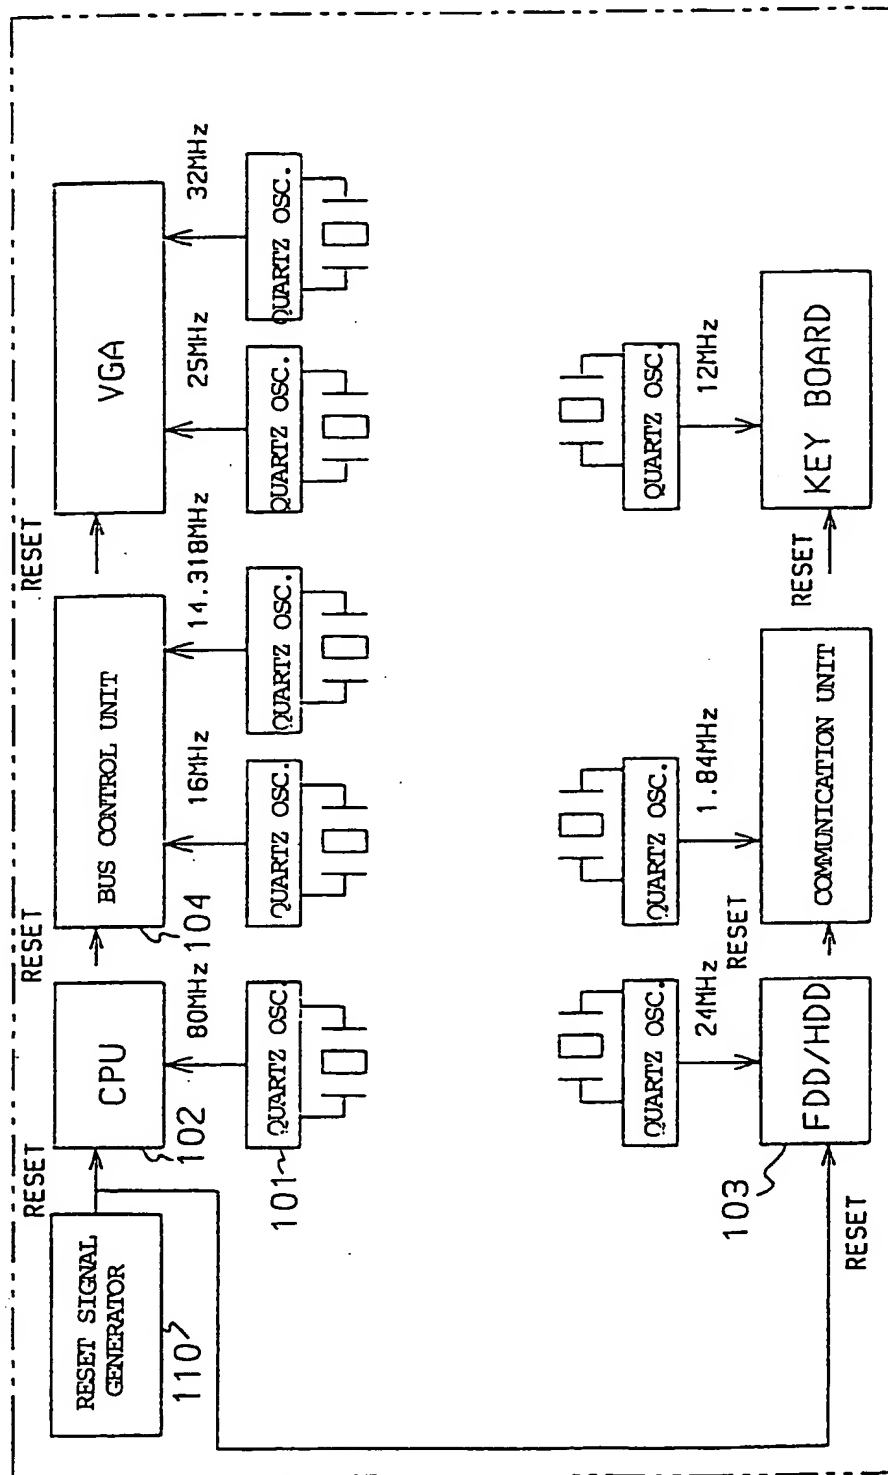 RESET SIGNAL
GENERATOR
110
RESET
CPU
102
80MHz
QUARTZ OSC.
101
RESET
BUS CONTROL UNIT
104
16MHz
QUARTZ OSC.
14.318MHz
QUARTZ OSC.
RESET
VGA
25MHz
QUARTZ OSC.
32MHz
QUARTZ OSC.
QUARTZ OSC.
24MHz
FDD/HDD
103
RESET
QUARTZ OSC.
1.84MHz
RESET
COMMUNICATION UNIT
QUARTZ OSC.
12MHz
RESET
KEY BOARD